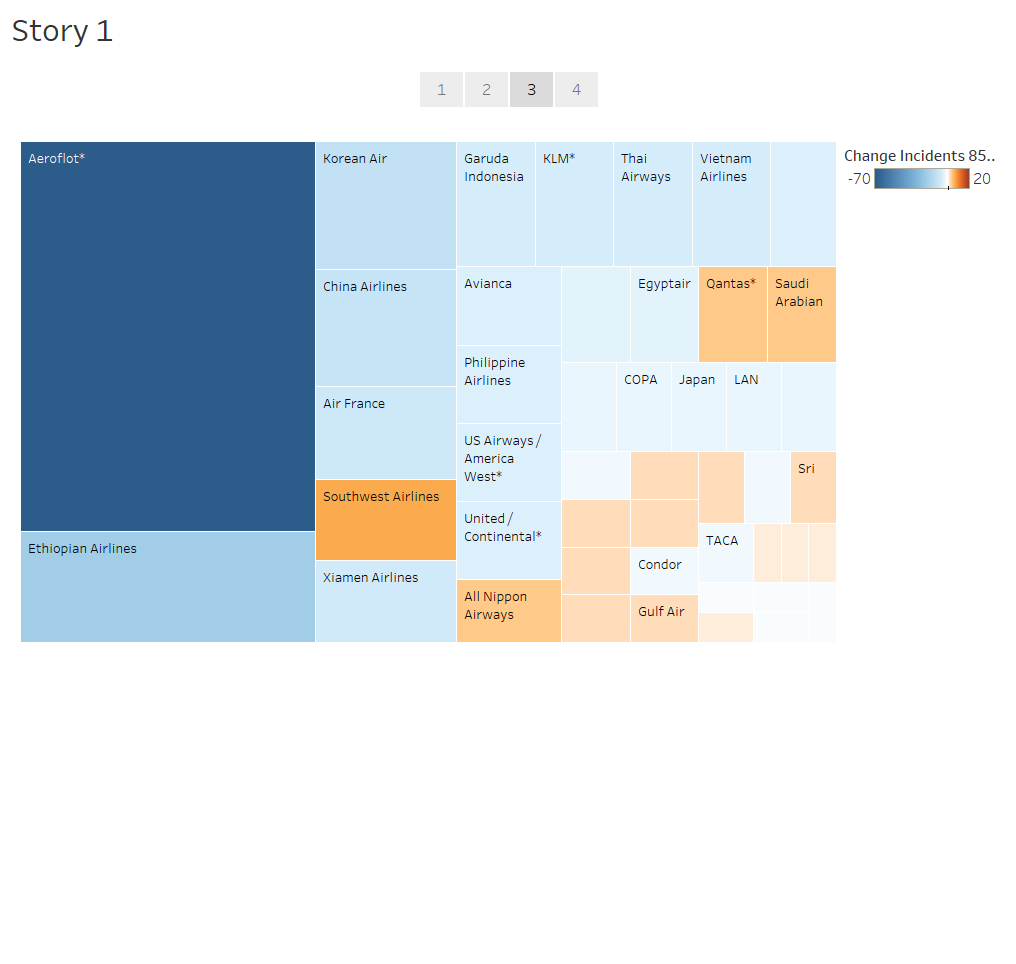 Story 1
1 2 3 4
Change Incidents 85..
-70 20
Aeroflot*
Ethiopian Airlines
Korean Air
China Airlines
Air France
Southwest Airlines
Xiamen Airlines
Garuda
Indonesia
KLM*
Thai
Airways
Vietnam
Airlines
Avianca
Philippine
Airlines
US Airways /
America
West*
United /
Continental*
All Nippon
Airways
Egyptair
Qantas*
Saudi
Arabian
COPA
Japan
LAN
Sri
TACA
Condor
Gulf Air